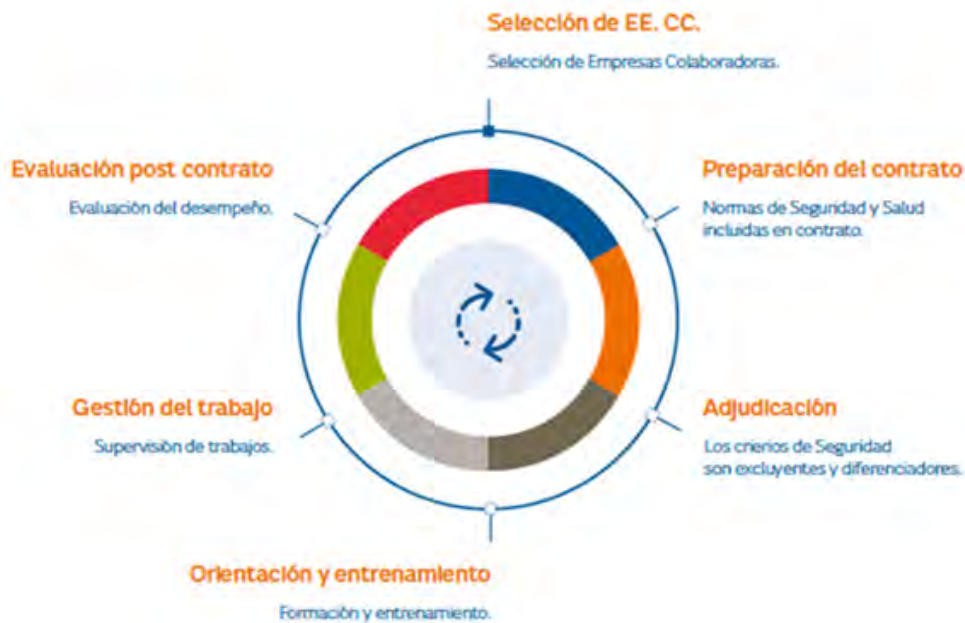 Selección de EE. CC.
Selección de Empresas Colaboradoras.
Preparación del contrato
Normas de Seguridad y Salud
incluidas en contrato.
Adjudicación
Los crierios de Seguridad
son excluyentes y diferenciadores.
Orientación y entrenamiento
Formación y entrenamiento.
Gestión del trabajo
Supervisión de trabajos.
Evaluación post contrato
Evaluación del desempeño.